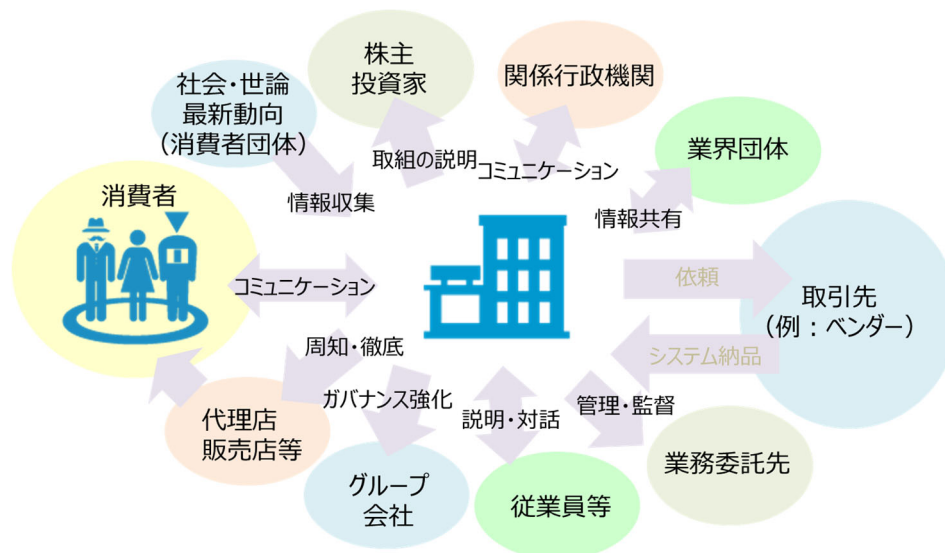 株主
投資家
関係行政機関
社会・世論
最新動向
（消費者団体）
取組の説明
コミュニケーション
業界団体
消費者
情報収集
情報共有
コミュニケーション
依頼
取引先
（例：ベンダー）
システム納品
周知・徹底
ガバナンス強化
説明・対話
管理・監督
代理店
販売店等
グループ
会社
従業員等
業務委託先